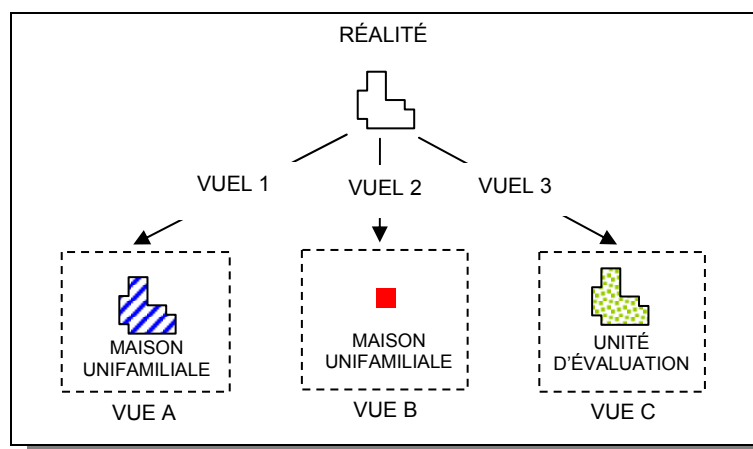 RÉALITÉ
VUEL 1
VUEL 2
VUEL 3
MAISON
UNIFAMILIALE
MAISON
UNIFAMILIALE
UNITÉ
D'ÉVALUATION
VUE A
VUE B
VUE C